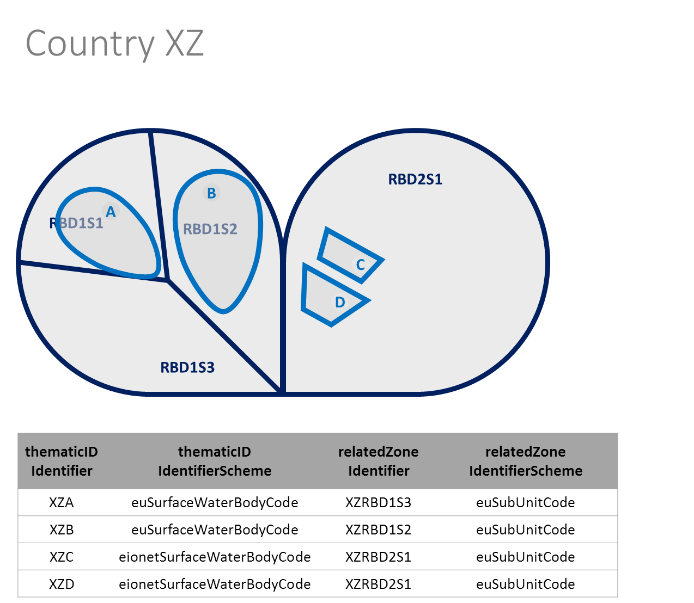 Country XZ
RBD2S1
A
B
RBD1S1
RBD1S2
C
D
RBD1S3
thematicID Identifier
thematicID IdentifierScheme
relatedZone Identifier
relatedZone IdentifierScheme
XZA euSurfaceWaterBodyCode XZRBD1S3 euSubUnitCode
XZB euSurfaceWaterBodyCode XZRBD1S2 euSubUnitCode
XZC eionetSurfaceWaterBodyCode XZRBD2S1 euSubUnitCode
XZD eionetSurfaceWaterBodyCode XZRBD2S1 euSubUnitCode